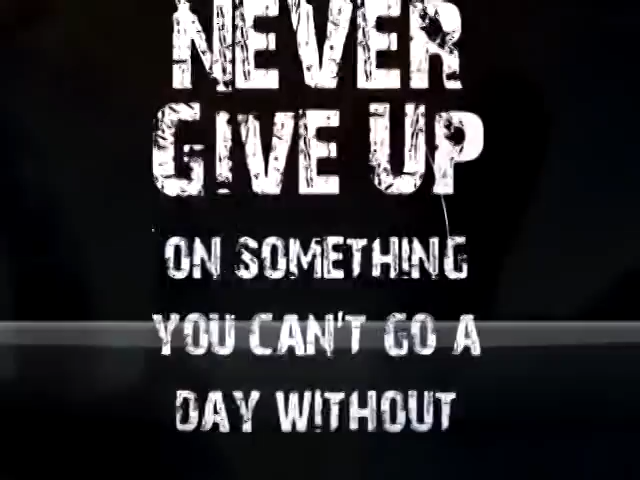 NEVER
GIVE UP
ON SOMETHING
YOU CAN'T GO A
DAY WITHOUT